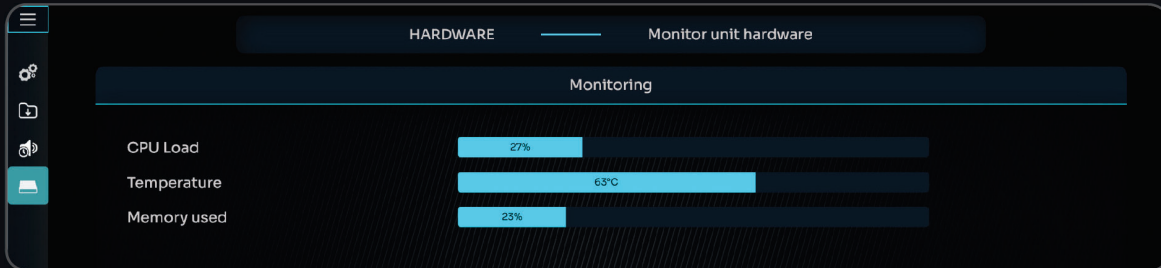 HARDWARE Monitor unit hardware
Monitoring
CPU Load 27%
Temperature 63°C
Memory used 23%